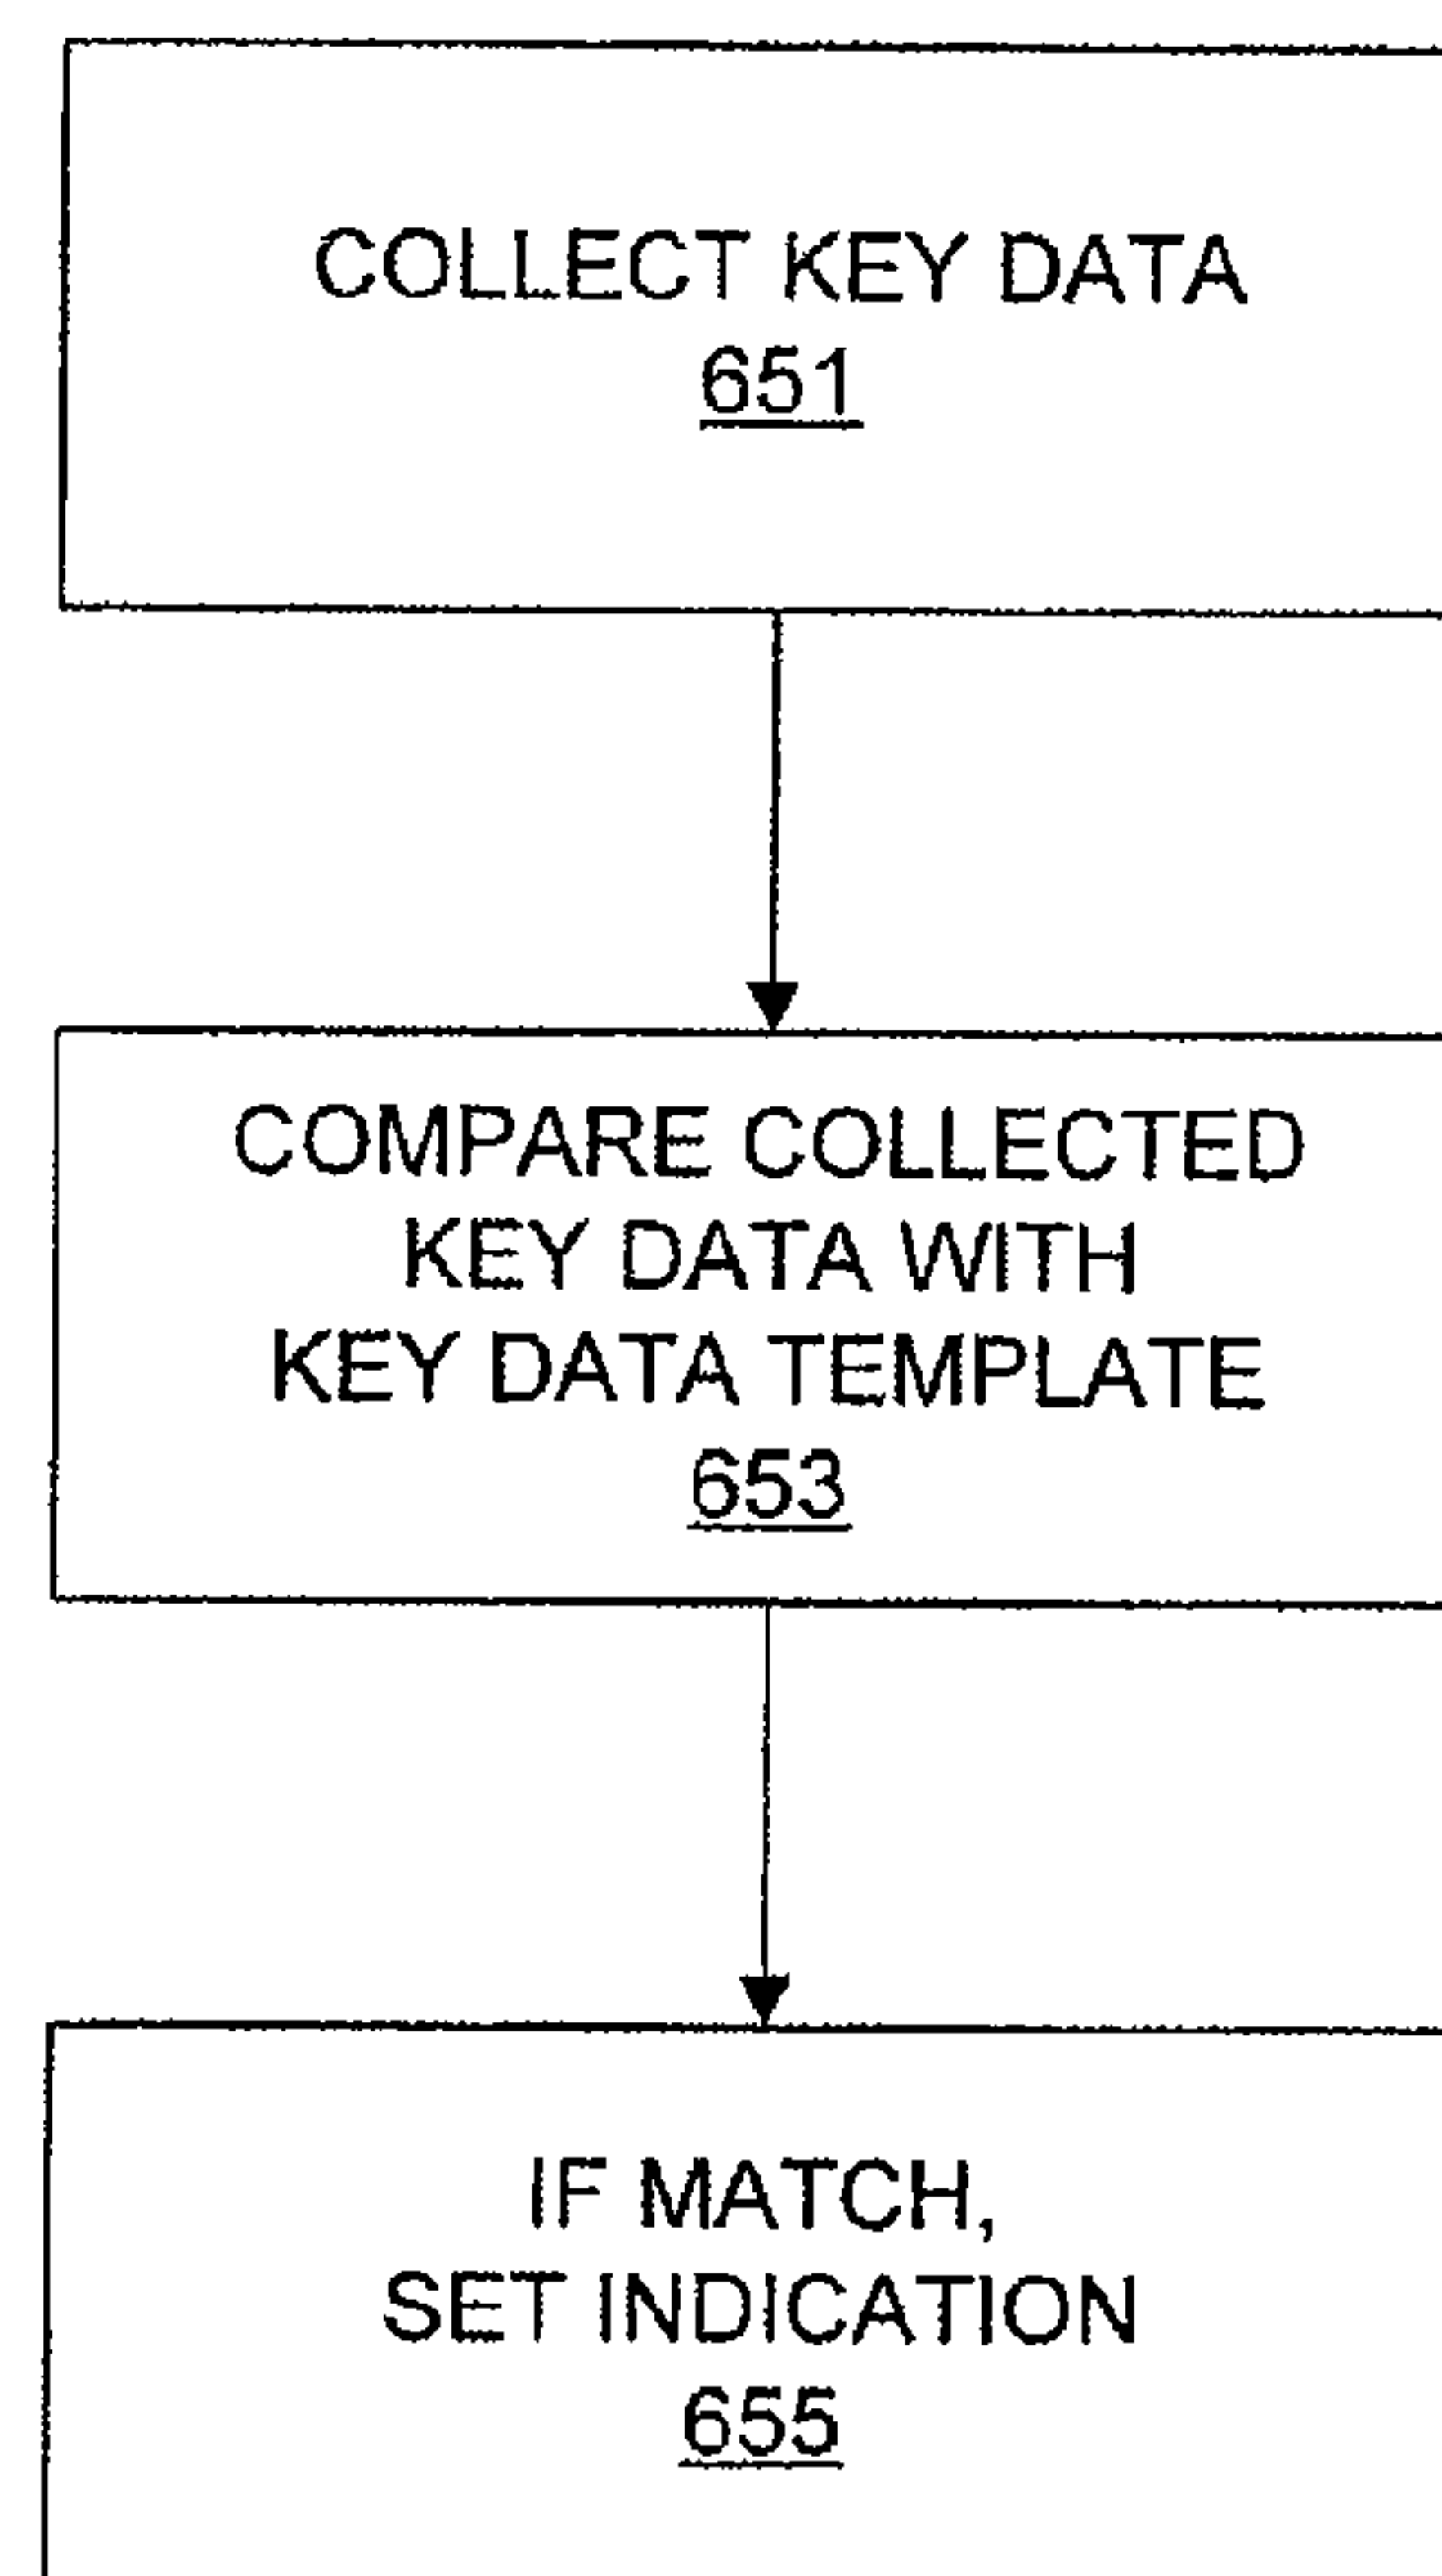 COLLECT KEY DATA
651
COMPARE COLLECTED
KEY DATA WITH
KEY DATA TEMPLATE
653
IF MATCH,
SET INDICATION
655